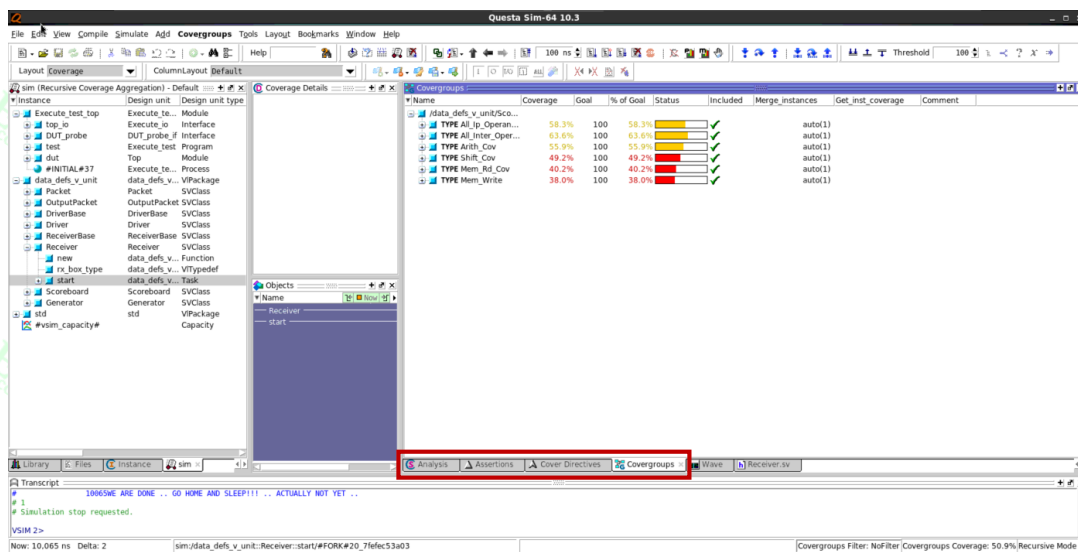 Questa Sim-64 10.3
File Edit View Compile Simulate Add Covergroups Tools Layout Bookmarks Window Help
Help 100 ns Threshold 100
Layout Coverage ColumnLayout Default
sim (Recursive Coverage Aggregation) - Default
Instance Design unit Design unit type
Execute_test_top Execute_te... Module
top_io Execute_io Interface
DUT_probe DUT_probe_if Interface
test Execute_test Program
dut Top Module
#INITIAL#37 Execute_te... Process
data_defs_v_unit data_defs_v... VIPackage
Packet Packet SVClass
OutputPacket OutputPacket SVClass
DriverBase DriverBase SVClass
Driver Driver SVClass
ReceiverBase ReceiverBase SVClass
Receiver Receiver SVClass
new data_defs_v... Function
rx_box_type data_defs_v... VITypedef
start data_defs_v... Task
Scoreboard Scoreboard SVClass
Generator Generator SVClass
std std VIPackage
#vsim_capacity# Capacity
Library Files Instance sim
Coverage Details
Objects
Name Now
Receiver
start
Covergroups
Name Coverage Goal % of Goal Status Included Merge_instances Get_inst_coverage Comment
/data_defs_v_unit/Sco...
TYPE All_Ip_Operan... 58.3% 100 58.3% auto(1)
TYPE All_Inter_Oper... 63.6% 100 63.6% auto(1)
TYPE Arith_Cov 55.9% 100 55.9% auto(1)
TYPE Shift_Cov 49.2% 100 49.2% auto(1)
TYPE Mem_Rd_Cov 40.2% 100 40.2% auto(1)
TYPE Mem_Write 38.0% 100 38.0% auto(1)
Analysis Assertions Cover Directives Covergroups Wave Receiver.sv
Transcript
# 10065WE ARE DONE .. GO HOME AND SLEEP!!! .. ACTUALLY NOT YET ..
# 1
# Simulation stop requested.
VSIM 2>
Now: 10,065 ns Delta: 2 sim:/data_defs_v_unit::Receiver::start/#FORK#20_7fefec53a03 Covergroups Filter: NoFilter Covergroups Coverage: 50.9% Recursive Mode